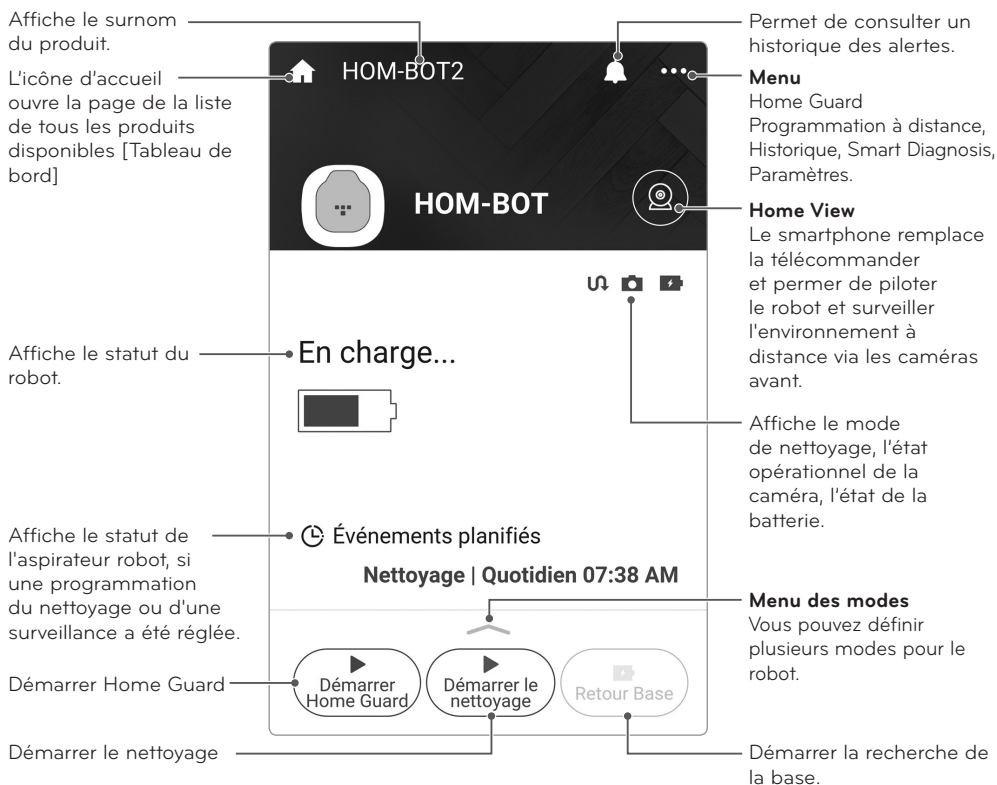 Affiche le surnom
du produit.
L'icône d'accueil
ouvre la page de la liste
de tous les produits
disponibles [Tableau de
bord]
Affiche le statut du
robot.
Affiche le statut de
l'aspirateur robot, si
une programmation
du nettoyage ou d'une
surveillance a été réglée.
Démarrer Home Guard
Démarrer le nettoyage
HOM-BOT2
HOM-BOT
En charge...
Événements planifiés
Nettoyage | Quotidien 07:38 AM
Démarrer
Home Guard
Démarrer le
nettoyage
Retour Base
Permet de consulter un
historique des alertes.
Menu
Home Guard
Programmation à distance,
Historique, Smart Diagnosis,
Paramètres.
Home View
Le smartphone remplace
la télécommander
et permer de piloter
le robot et surveiller
l'environnement à
distance via les caméras
avant.
Affiche le mode
de nettoyage, l'état
opérationnel de la
caméra, l'état de la
batterie.
Menu des modes
Vous pouvez définir
plusieurs modes pour le
robot.
Démarrer la recherche de
la base.